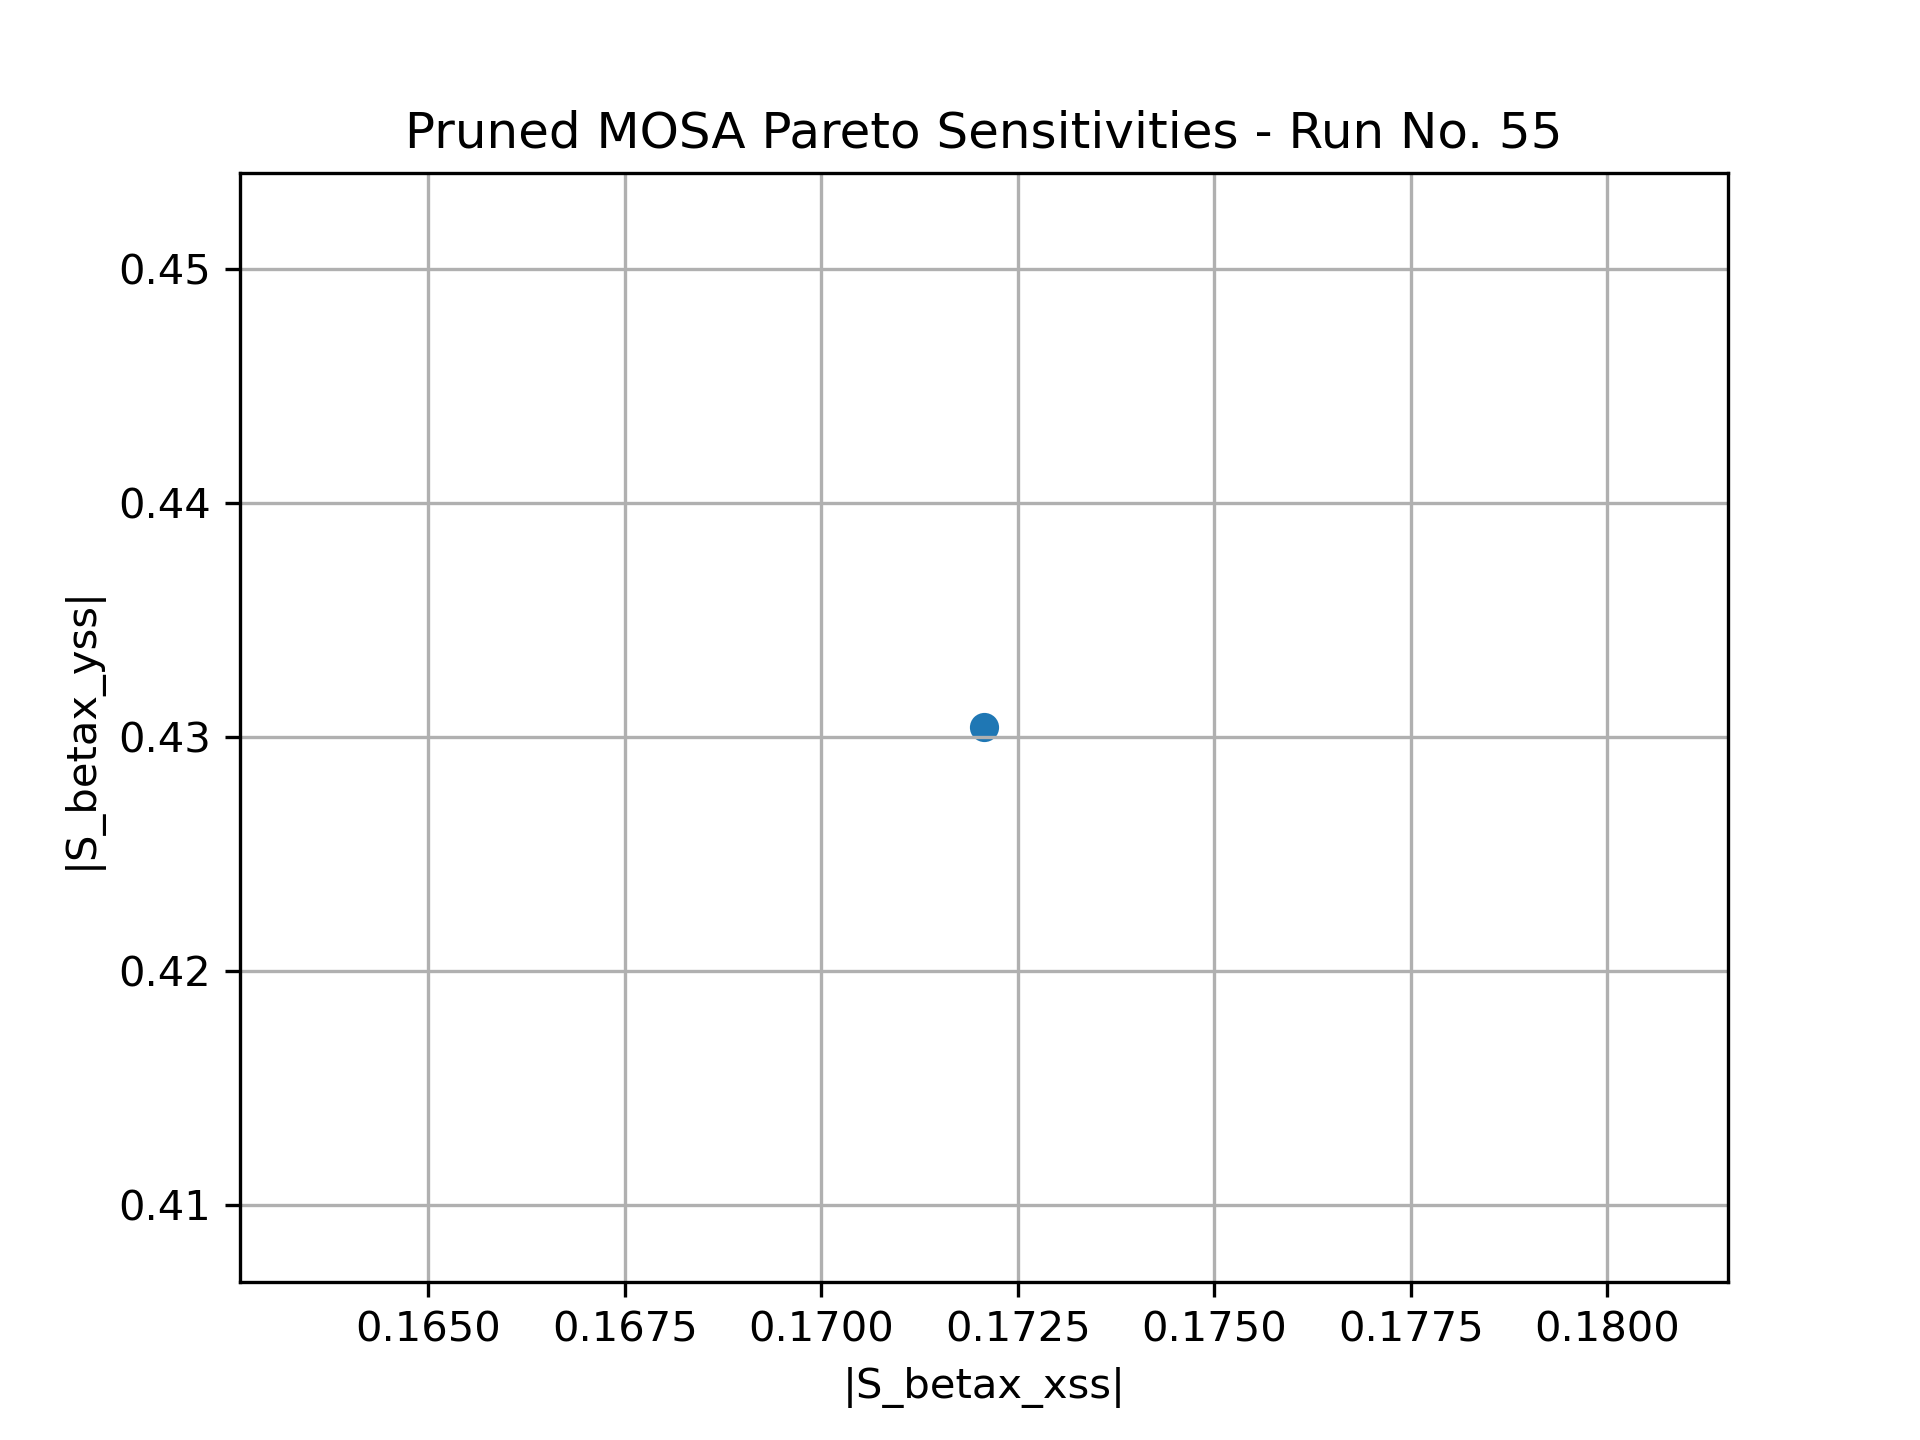 Pruned MOSA Pareto Sensitivities - Run No. 55
|S_betax_yss|
0.45
0.44
0.43
0.42
0.41
0.1650 0.1675 0.1700 0.1725 0.1750 0.1775 0.1800
|S_betax_xss|